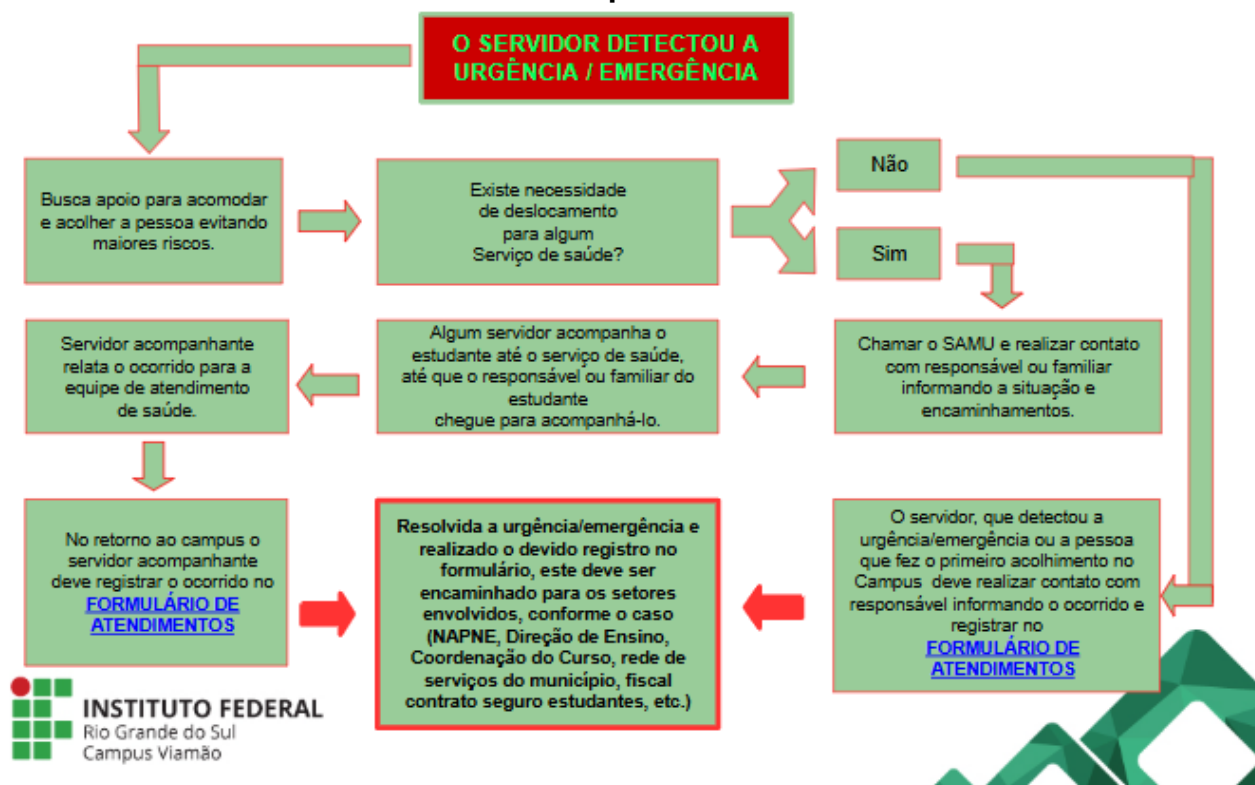 O SERVIDOR DETECTOU A
URGÊNCIA / EMERGÊNCIA
Busca apoio para acomodar
e acolher a pessoa evitando
maiores riscos.
Existe necessidade
de deslocamento
para algum
Serviço de saúde?
Não
Sim
Chamar o SAMU e realizar contato
com responsável ou familiar
informando a situação e
encaminhamentos.
Algum servidor acompanha o
estudante até o serviço de saúde,
até que o responsável ou familiar do
estudante
chegue para acompanhá-lo.
Servidor acompanhante
relata o ocorrido para a
equipe de atendimento
de saúde.
No retorno ao campus o
servidor acompanhante
deve registrar o ocorrido no
FORMULÁRIO DE
ATENDIMENTOS
Resolvida a urgência/emergência e
realizado o devido registro no
formulário, este deve ser
encaminhado para os setores
envolvidos, conforme o caso
(NAPNE, Direção de Ensino,
Coordenação do Curso, rede de
serviços do município, fiscal
contrato seguro estudantes, etc.)
O servidor, que detectou a
urgência/emergência ou a pessoa
que fez o primeiro acolhimento no
Campus deve realizar contato com
responsável informando o ocorrido e
registrar no
FORMULÁRIO DE
ATENDIMENTOS
INSTITUTO FEDERAL
Rio Grande do Sul
Campus Viamão